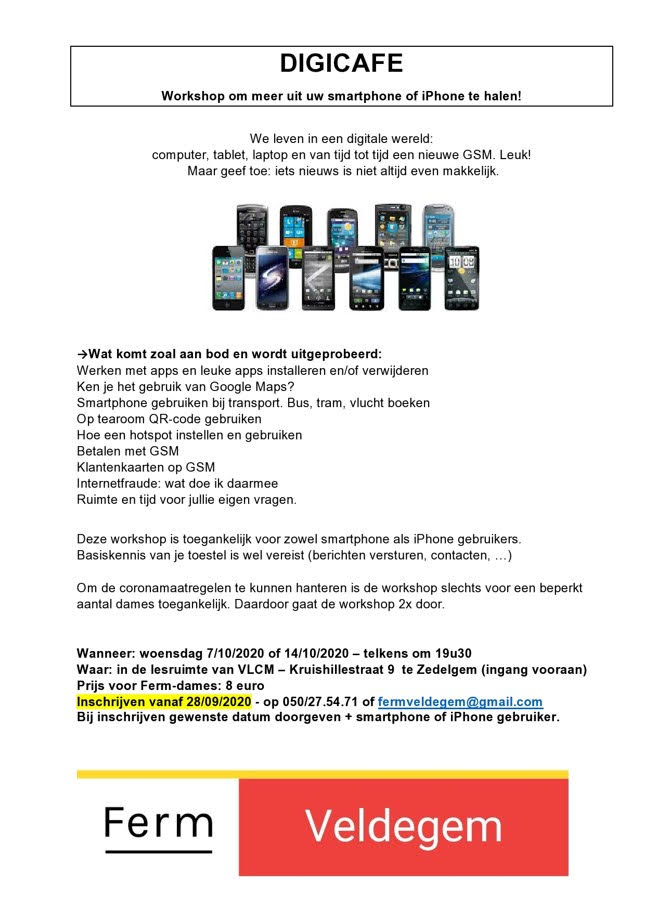 DIGICAFE
Workshop om meer uit uw smartphone of iPhone te halen!
We leven in een digitale wereld:
computer, tablet, laptop en van tijd tot tijd een nieuwe GSM. Leuk!
Maar geef toe: iets nieuws is niet altijd even makkelijk.
→Wat komt zoal aan bod en wordt uitgeprobeerd:
Werken met apps en leuke apps installeren en/of verwijderen
Ken je het gebruik van Google Maps?
Smartphone gebruiken bij transport. Bus, tram, vlucht boeken
Op tearoom QR-code gebruiken
Hoe een hotspot instellen en gebruiken
Betalen met GSM
Klantenkaarten op GSM
Internetfraude: wat doe ik daarmee
Ruimte en tijd voor jullie eigen vragen.
Deze workshop is toegankelijk voor zowel smartphone als iPhone gebruikers.
Basiskennis van je toestel is wel vereist (berichten versturen, contacten, …)
Om de coronamaatregelen te kunnen hanteren is de workshop slechts voor een beperkt
aantal dames toegankelijk. Daardoor gaat de workshop 2x door.
Wanneer: woensdag 7/10/2020 of 14/10/2020 – telkens om 19u30
Waar: in de lesruimte van VLCM – Kruishillestraat 9 te Zedelgem (ingang vooraan)
Prijs voor Ferm-dames: 8 euro
Inschrijven vanaf 28/09/2020 - op 050/27.54.71 of fermveldegem@gmail.com
Bij inschrijven gewenste datum doorgeven + smartphone of iPhone gebruiker.
Ferm Veldegem